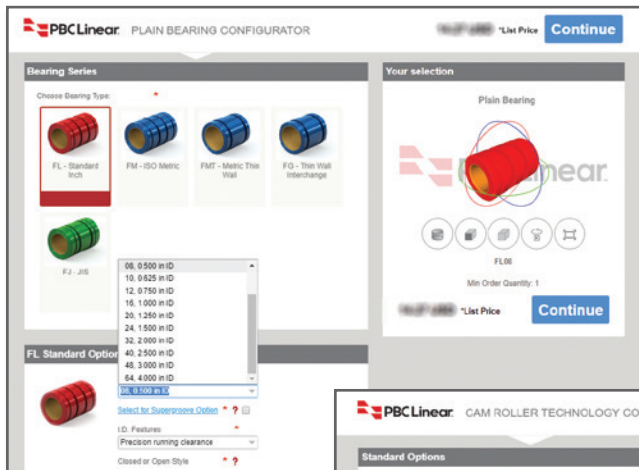 PBC Linear. PLAIN BEARING CONFIGURATOR
*List Price
Continue
Bearing Series
Choose Bearing Type: *
FL - Standard
Inch
FM - ISO Metric
FMT - Metric Thin
Wall
FG - Thin Wall
Interchange
FJ - JIS
Your selection
Plain Bearing
near.
FL08
Min Order Quantity: 1
*List Price
Continue
08, 0.500 in ID
10, 0.625 in ID
12, 0.750 in ID
16, 1.000 in ID
20, 1.250 in ID
24, 1.500 in ID
32, 2.000 in ID
40, 2.500 in ID
48, 3.000 in ID
64, 4.000 in ID
FL Standard Optio
08, 0.500 in ID
Select for Supergroove Option * ?
I.D. Features *
Precision running clearance
Closed or Open Style * ?
PBC Linear. CAM ROLLER TECHNOLOGY CO
Standard Options